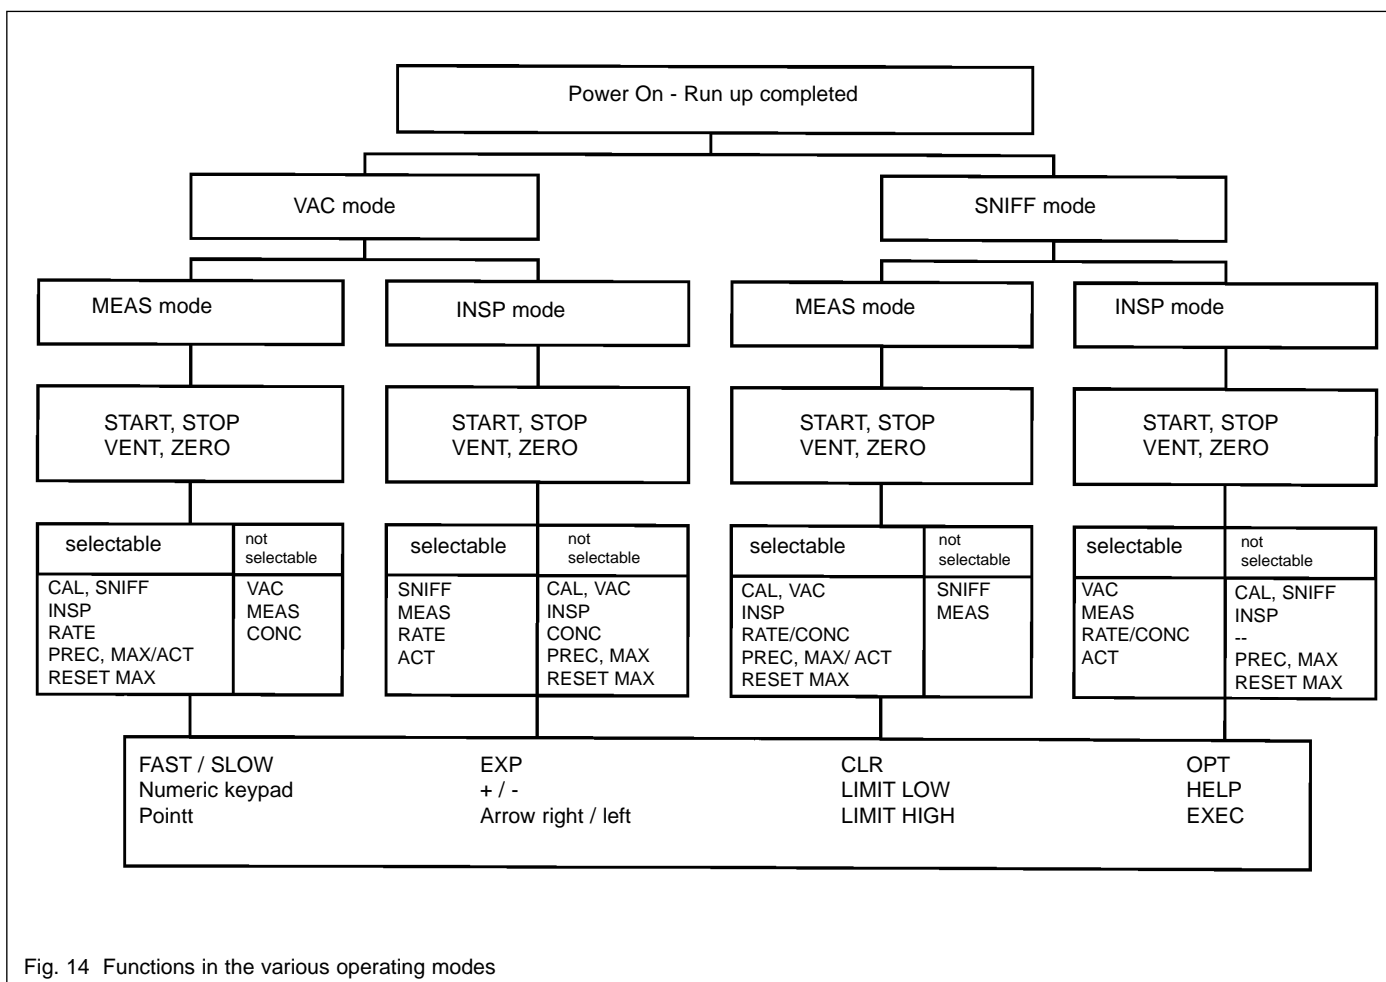 Power On - Run up completed
VAC mode
SNIFF mode
MEAS mode
INSP mode
MEAS mode
INSP mode
START, STOP
VENT, ZERO
START, STOP
VENT, ZERO
START, STOP
VENT, ZERO
START, STOP
VENT, ZERO
selectable
CAL, SNIFF
INSP
RATE
PREC, MAX/ACT
RESET MAX
not
selectable
VAC
MEAS
CONC
selectable
SNIFF
MEAS
RATE
ACT
not
selectable
CAL, VAC
INSP
CONC
PREC, MAX
RESET MAX
selectable
CAL, VAC
INSP
RATE/CONC
PREC, MAX/ ACT
RESET MAX
not
selectable
SNIFF
MEAS
selectable
VAC
MEAS
RATE/CONC
ACT
not
selectable
CAL, SNIFF
INSP
--
PREC, MAX
RESET MAX
FAST / SLOW
Numeric keypad
Pointt
EXP
+ / -
Arrow right / left
CLR
LIMIT LOW
LIMIT HIGH
OPT
HELP
EXEC
Fig. 14 Functions in the various operating modes